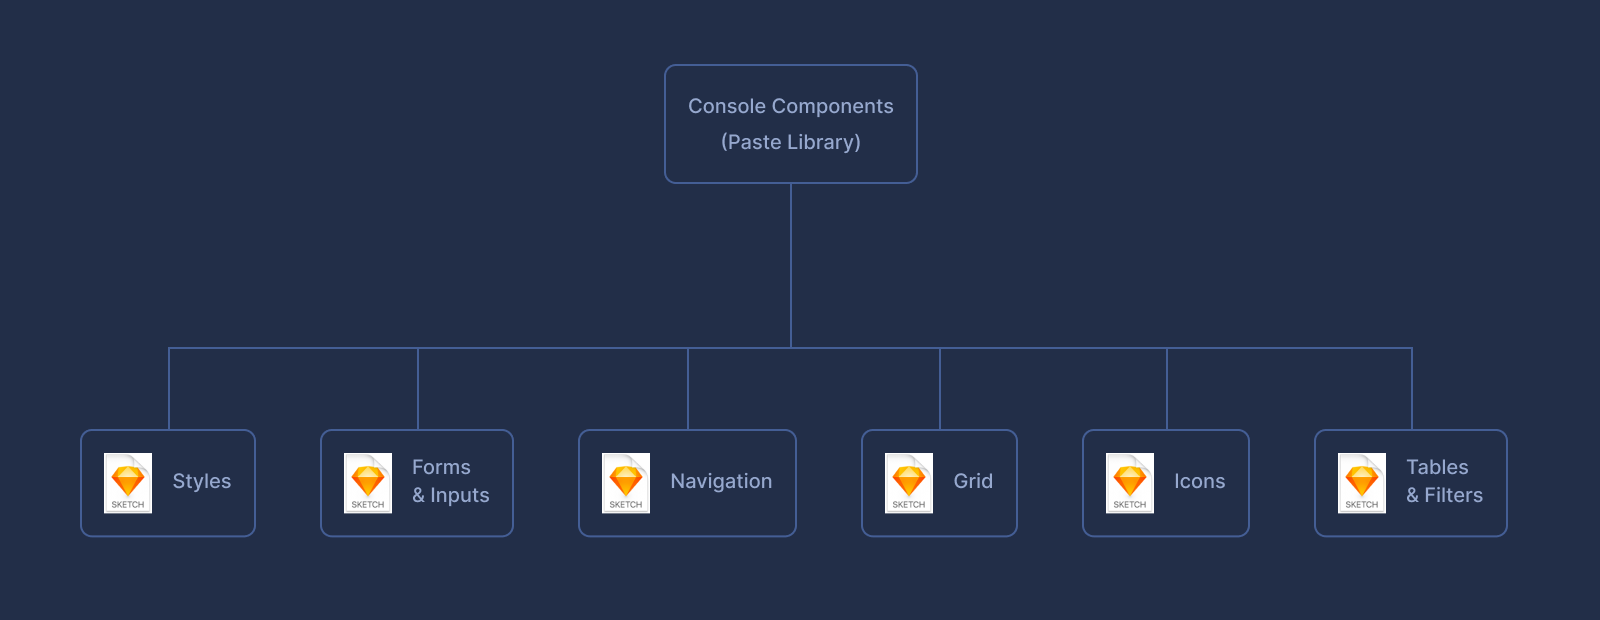 Console Components
(Paste Library)
SKETCH
Styles
SKETCH
Forms
& Inputs
SKETCH
Navigation
SKETCH
Grid
SKETCH
Icons
SKETCH
Tables
& Filters